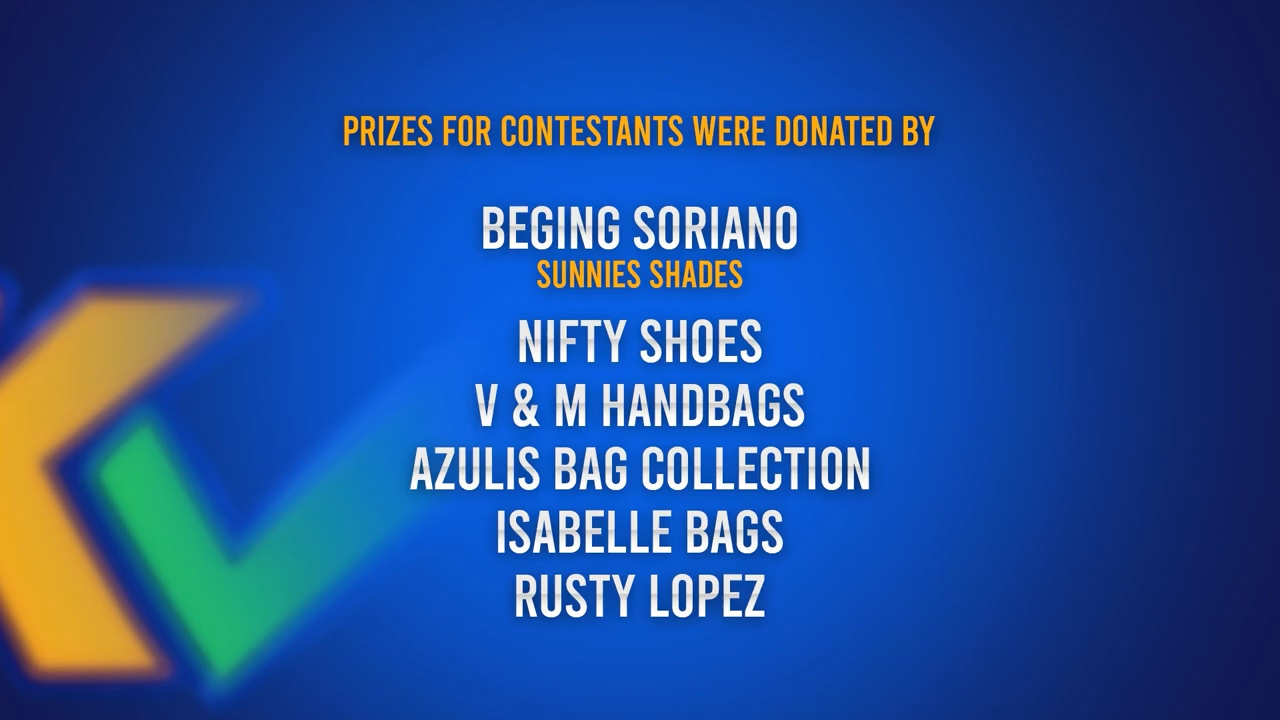 PRIZES FOR CONTESTANTS WERE DONATED BY
BEGING SORIANO
SUNNIES SHADES
NIFTY SHOES
V & M HANDBAGS
AZULIS BAG COLLECTION
ISABELLE BAGS
RUSTY LOPEZ